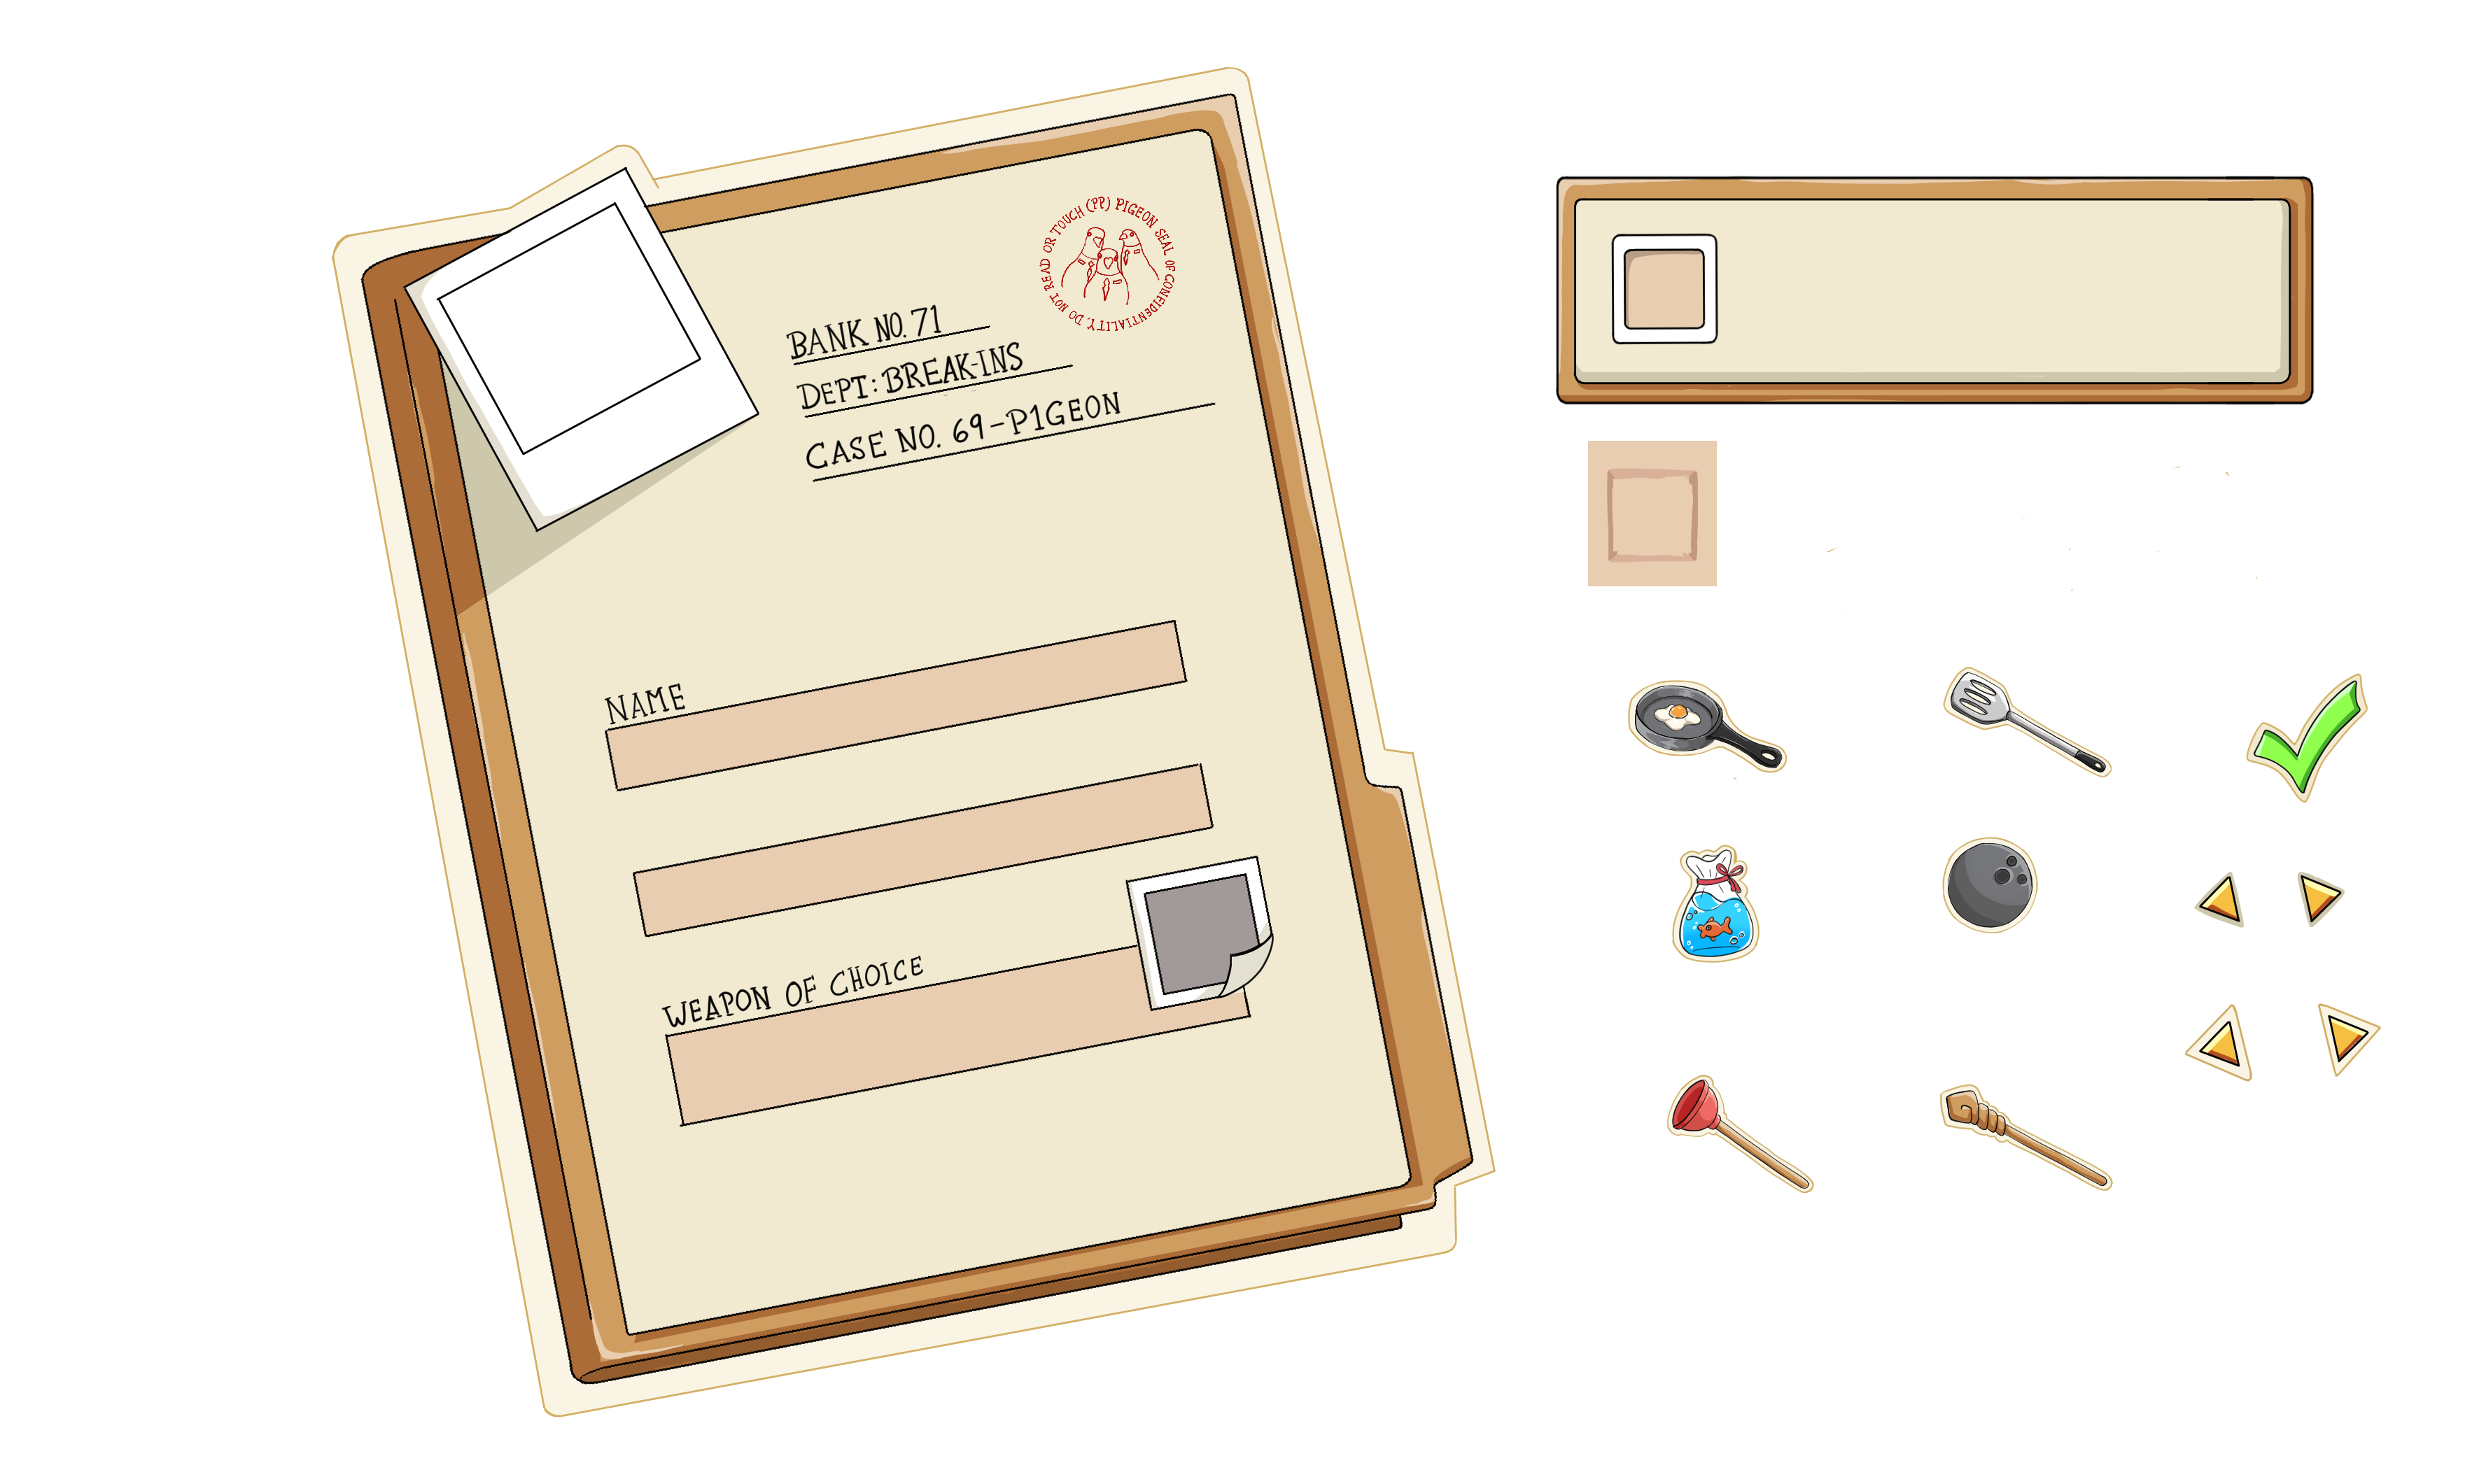 DO NOT READ OR TOUCH (PP) PIGEON SEAL OF CONFIDENTIALITY.
BANK NO. 71
DEPT: BREAK-INS
CASE NO. 69-P1GEON
NAME
WEAPON OF CHOICE